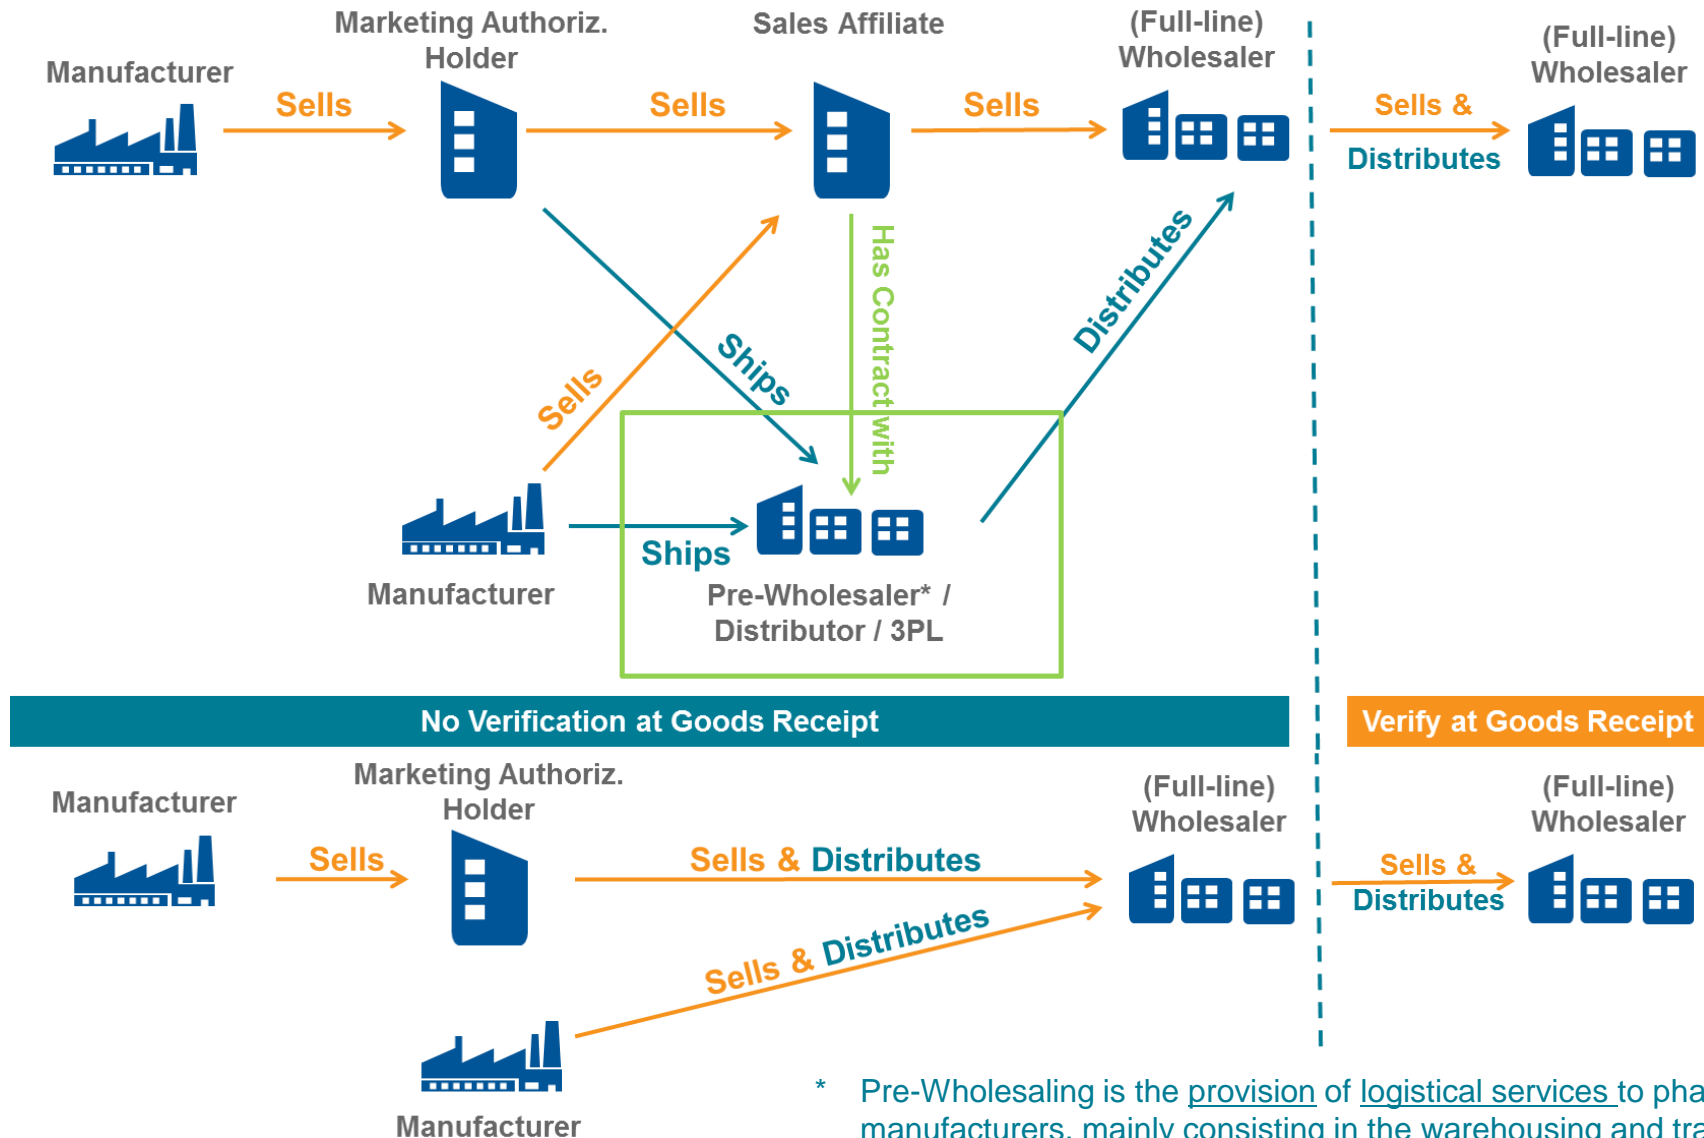 Manufacturer
Marketing Authoriz.
Holder
Sales Affiliate
(Full-line)
Wholesaler
(Full-line)
Wholesaler
Sells
Sells
Sells
Sells &
Distributes
Sells
Ships
Has Contract with
Distributes
Ships
Manufacturer
Pre-Wholesaler* /
Distributor / 3PL
No Verification at Goods Receipt
Verify at Goods Receipt
Manufacturer
Marketing Authoriz.
Holder
(Full-line)
Wholesaler
(Full-line)
Wholesaler
Sells
Sells & Distributes
Sells &
Distributes
Sells & Distributes
Manufacturer
* Pre-Wholesaling is the provision of logistical services to pha
manufacturers, mainly consisting in the warehousing and tra